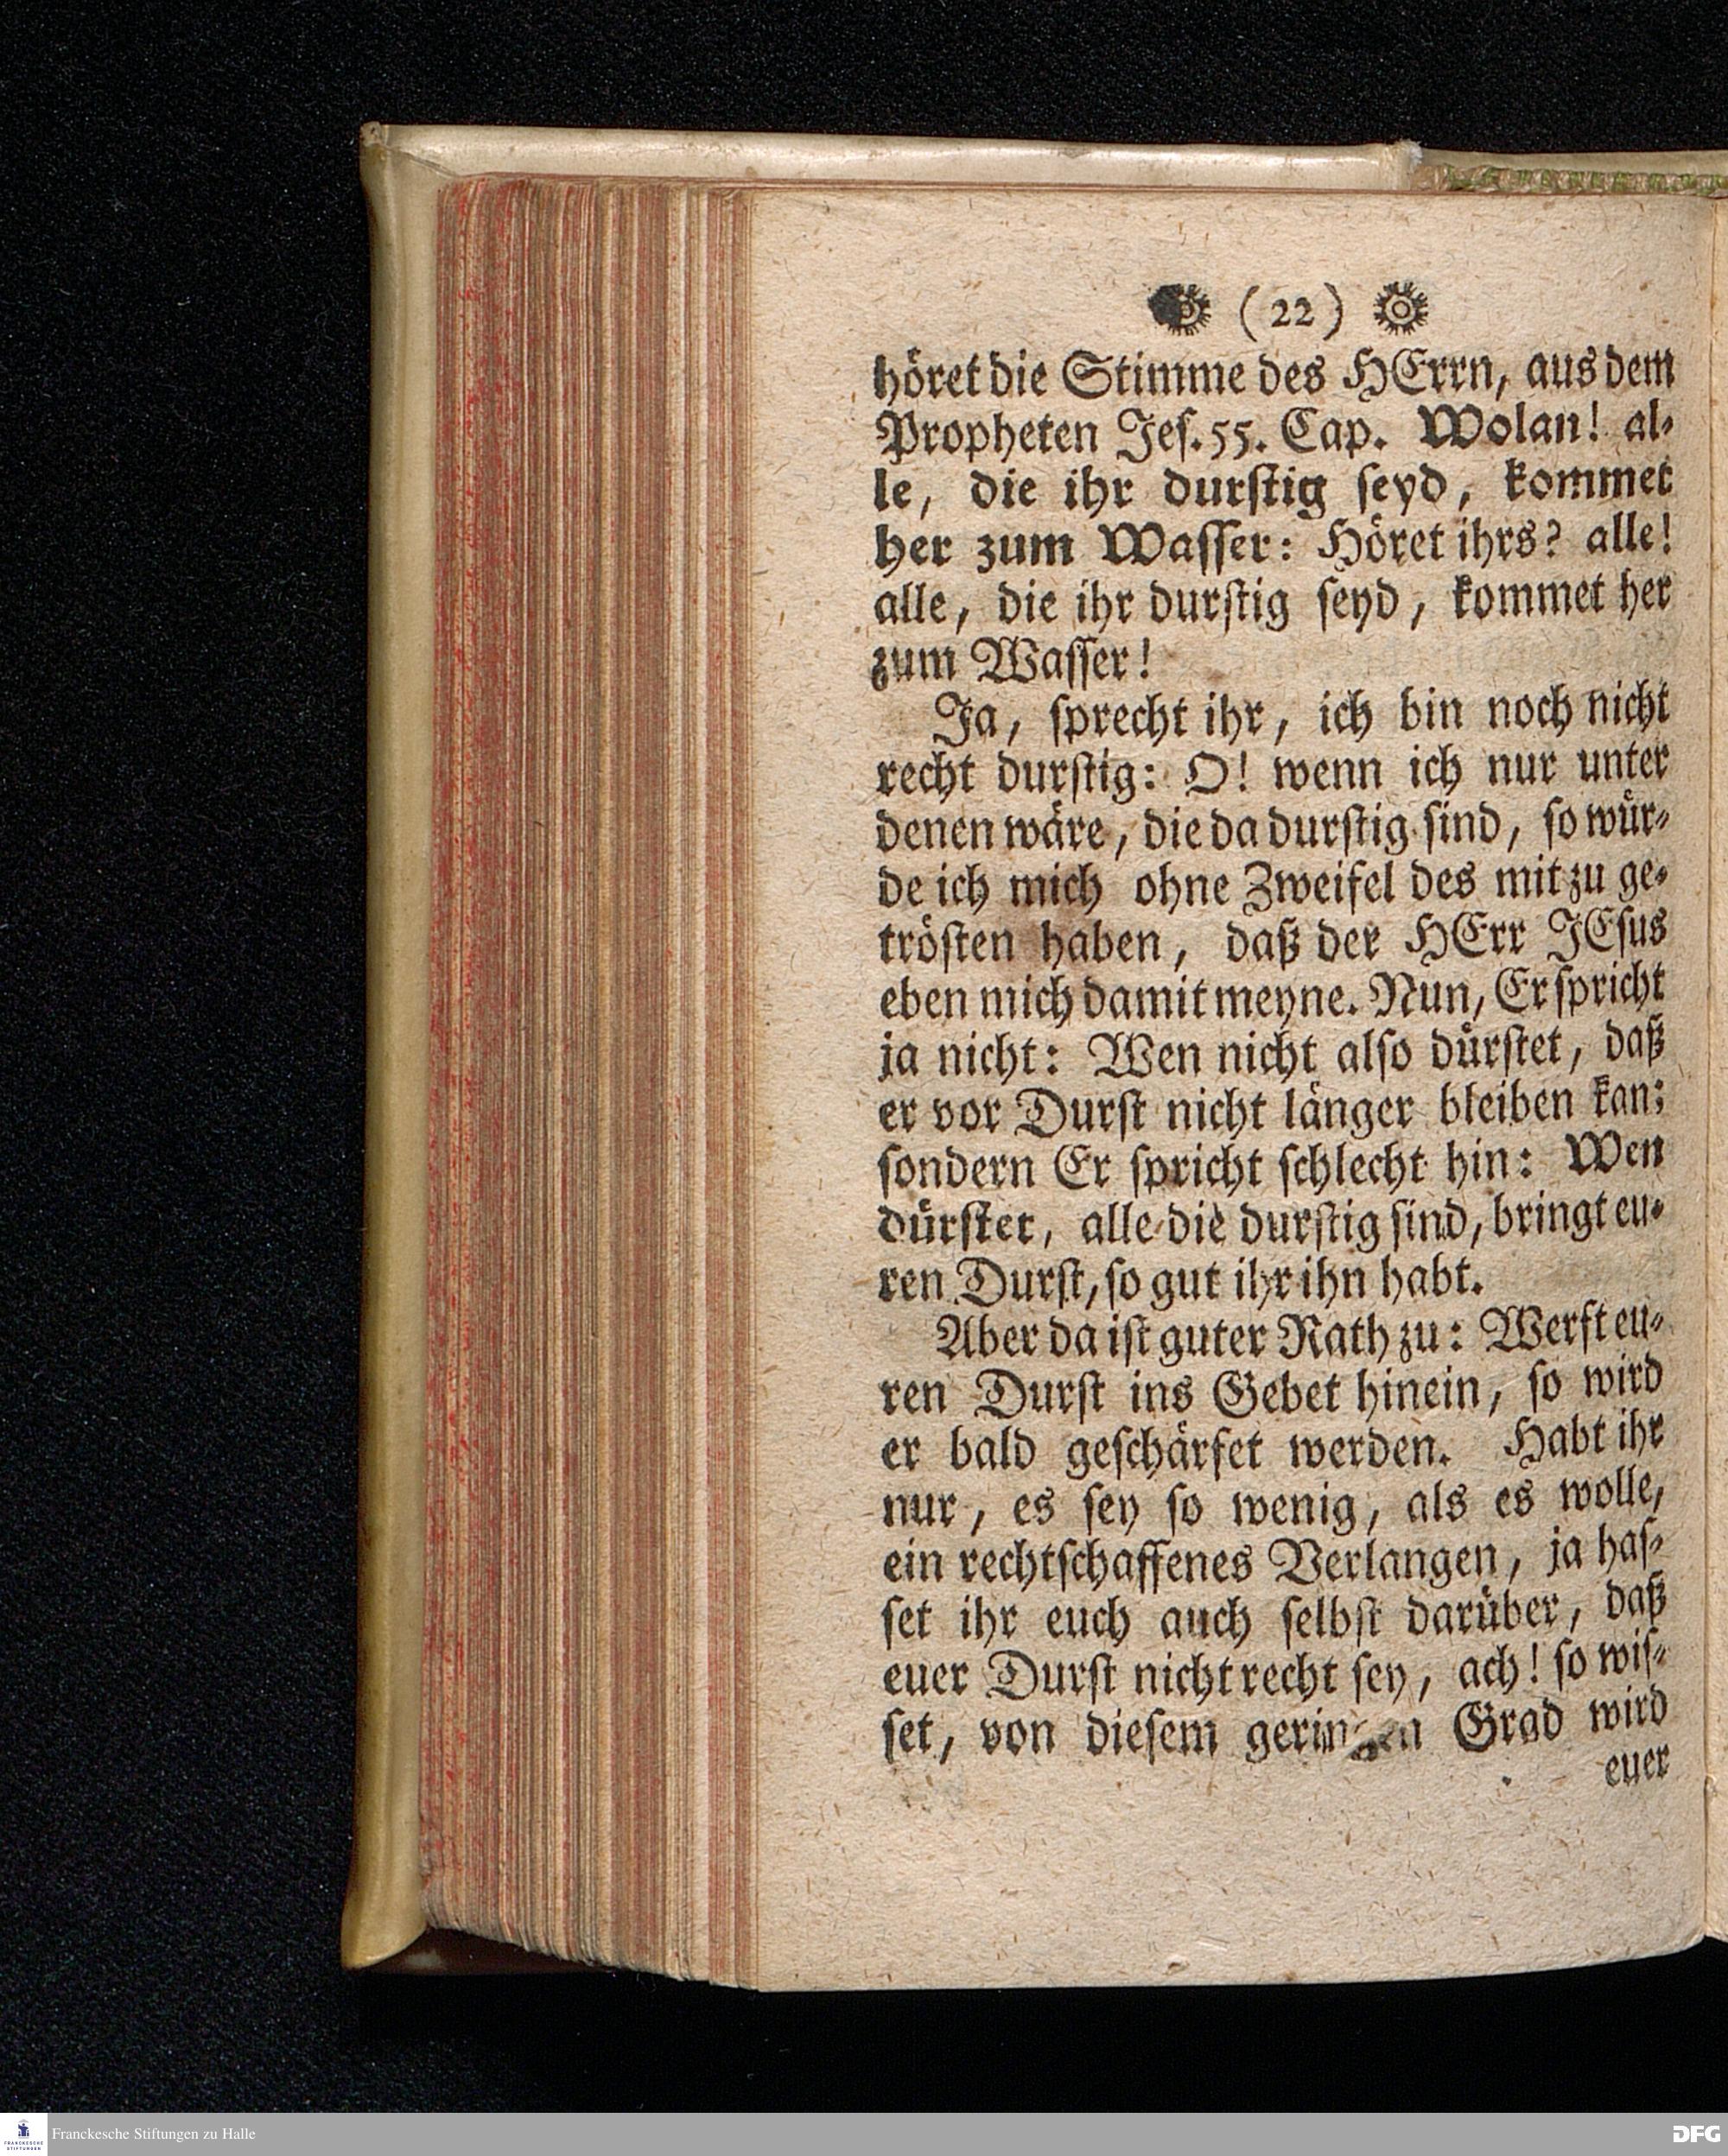 (22)
höret die Stimme des HErrn, aus dem
Propheten Jeſ. 55. Cap. Wolan! al-
le, die ihr durſtig ſeyd, kommet
her zum Waſſer: Höret ihrs? alle!
alle, die ihr durſtig ſeyd, kommet her
zum Waſſer!
Ja, ſprecht ihr, ich bin noch nicht
recht durſtig: O! wenn ich nur unter
denen wäre, die da durſtig ſind, ſo wür-
de ich mich ohne Zweifel des mit zu ge-
tröſten haben, daß der HErr JEſus
eben mich damit meyne. Nun, Er ſpricht
ja nicht: Wen nicht alſo dürſtet, daß
er vor Durſt nicht länger bleiben kan;
ſondern Er ſpricht ſchlecht hin: Wen
dürſtet, alle die durſtig ſind, bringt eu-
ren Durſt, ſo gut ihr ihn habt.
Aber da iſt guter Rath zu: Werft eu-
ren Durſt ins Gebet hinein, ſo wird
er bald geſchärfet werden. Habt ihr
nur, es ſey ſo wenig, als es wolle,
ein rechtſchaffenes Verlangen, ja haſ-
ſet ihr euch auch ſelbſt darüber, daß
euer Durſt nicht recht ſey, ach! ſo wiſ-
ſet, von dieſem geringen Grad wird
euer
Franckesche Stiftungen zu Halle
FRANCKESCHE
STIFTUNGEN
DFG